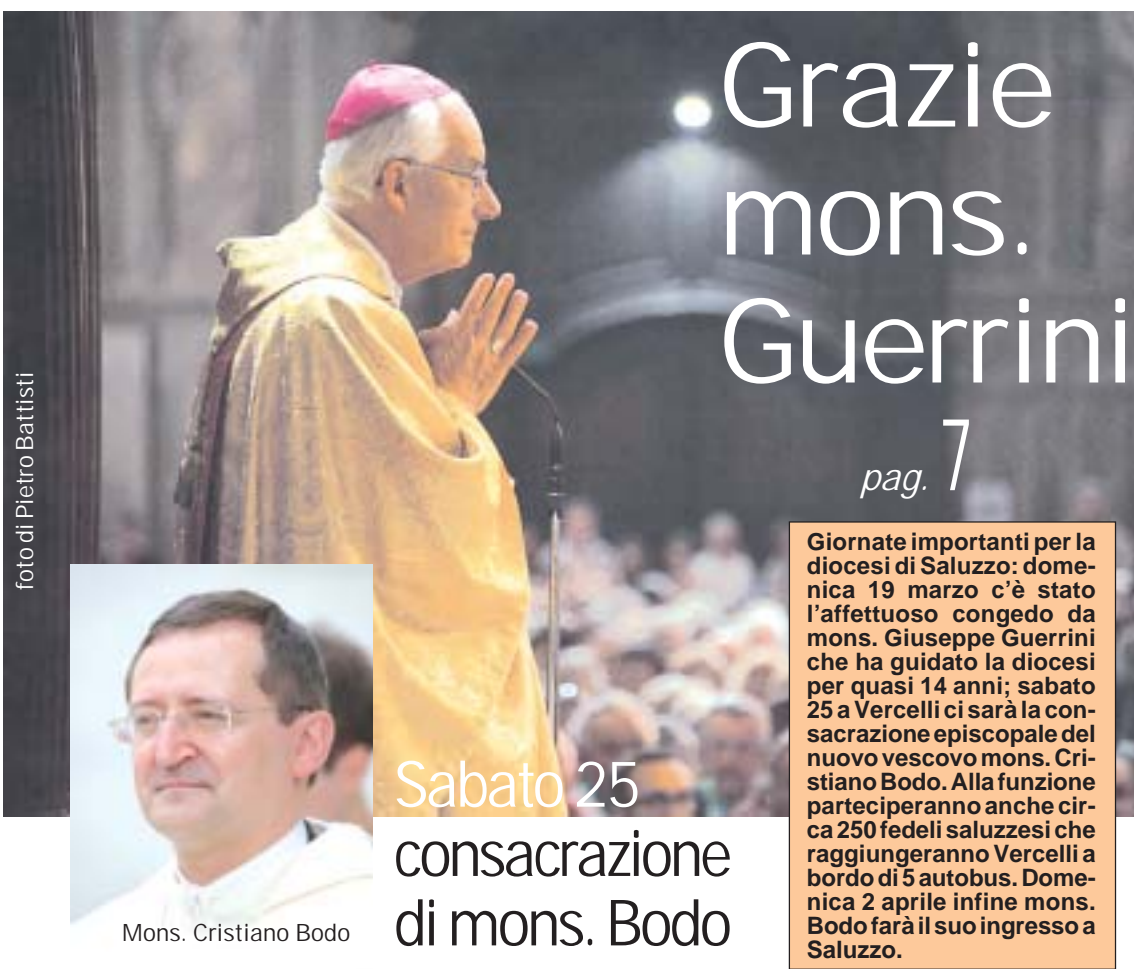 Grazie
mons.
Guerrini
pag. 7
foto di Pietro Battisti
Mons. Cristiano Bodo
Sabato 25
consacrazione
di mons. Bodo
Giornate importanti per la
diocesi di Saluzzo: dome-
nica 19 marzo c'è stato
l'affettuoso congedo da
mons. Giuseppe Guerrini
che ha guidato la diocesi
per quasi 14 anni; sabato
25 a Vercelli ci sarà la con-
sacrazione episcopale del
nuovo vescovo mons. Cri-
stiano Bodo. Alla funzione
parteciperanno anche cir-
ca 250 fedeli saluzzesi che
raggiungeranno Vercelli a
bordo di 5 autobus. Dome-
nica 2 aprile infine mons.
Bodo farà il suo ingresso a
Saluzzo.